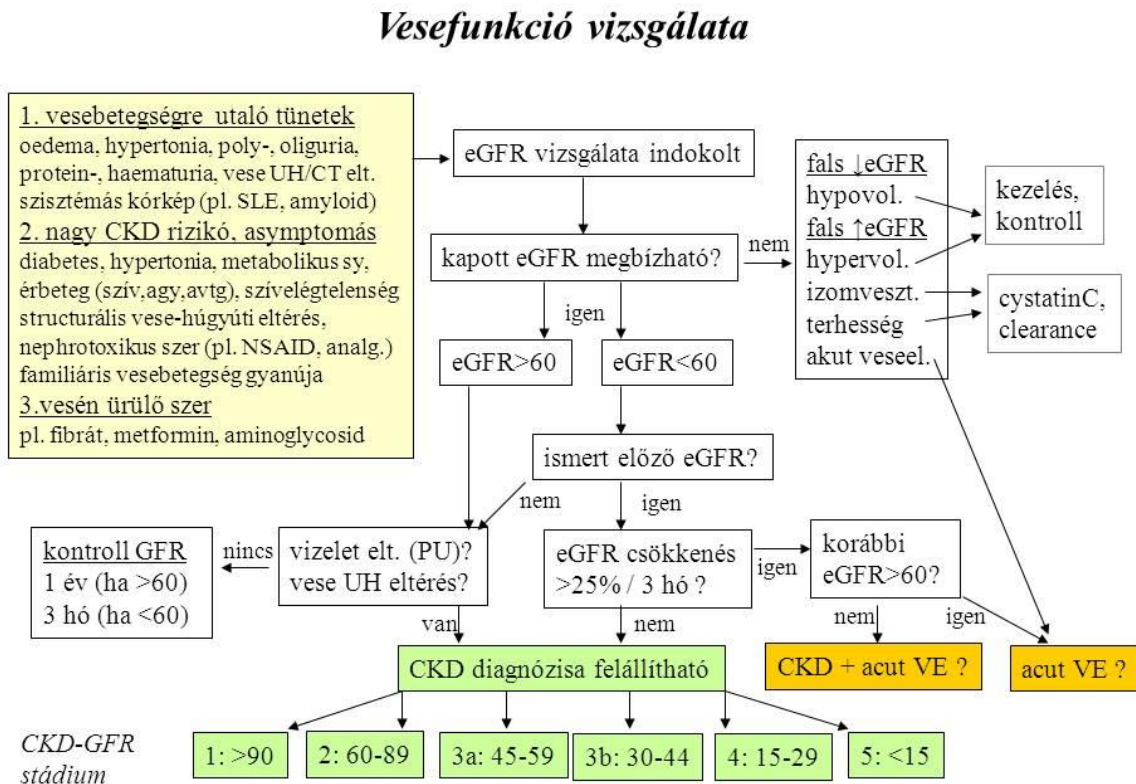 Vesefunkció vizsgálata
1. vesebetegségre utaló tünetek
oedema, hypertonia, poly-, oliguria,
protein-, haematuria, vese UH/CT elt.
szisztémás kórkép (pl. SLE, amyloid)
2. nagy CKD rizikó, asymptomás
diabetes, hypertonia, metabolikus sy,
érbeteg (szív,agy,avtg), szívelégtelenség
structurális vese-húgyúti eltérés,
nephrotoxikus szer (pl. NSAID, analg.)
familiáris vesebetegség gyanúja
3.vesén ürülő szer
pl. fibrát, metformin, aminoglycosid
eGFR vizsgálata indokolt
kapott eGFR megbízható?
nem
fals ↓eGFR
hypovol.
fals ↑eGFR
hypervol.
izomveszt.
terhesség
akut veseel.
kezelés,
kontroll
cystatinC,
clearance
igen
eGFR>60
eGFR<60
ismert előző eGFR?
nem
igen
kontroll GFR
1 év (ha >60)
3 hó (ha <60)
nincs
vizelet elt. (PU)?
vese UH eltérés?
eGFR csökkenés
>25% / 3 hó ?
igen
korábbi
eGFR>60?
van
nem
nem
igen
CKD diagnózisa felállítható
CKD + acut VE ?
acut VE ?
CKD-GFR
stádium
1: >90
2: 60-89
3a: 45-59
3b: 30-44
4: 15-29
5: <15